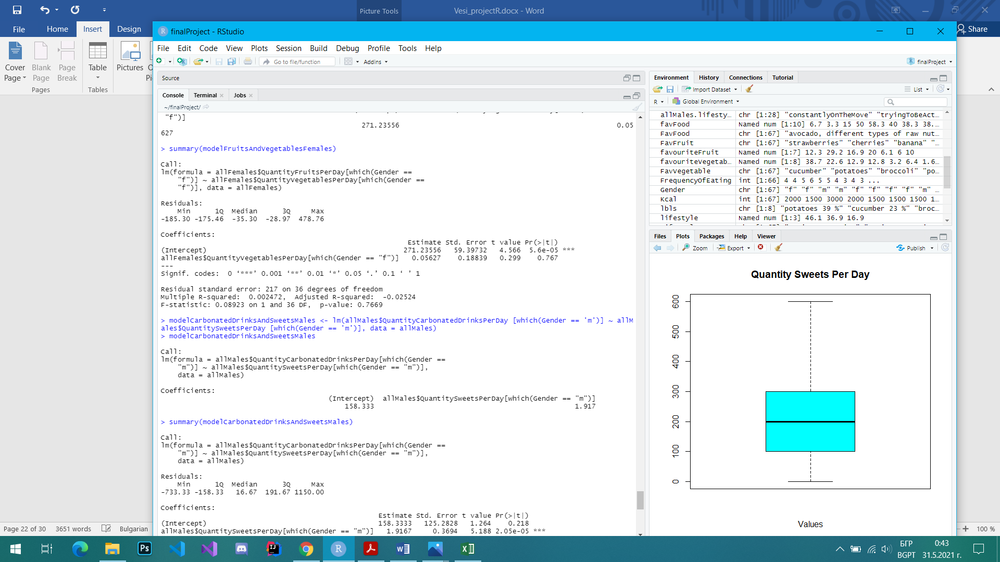 Picture Tools
Vesi_projectR.docx - Word
File
Home
Insert
Design
Share
Cover Page
Blank Page
Page Break
Pages
Table
Tables
Pictures
finalProject - RStudio
File Edit Code View Plots Session Build Debug Profile Tools Help
Go to file/function
Addins
finalProject
Source
Console Terminal Jobs
~/finalProject/
"f")]
271.23556 0.05
627
> summary(modelFruitsAndVegetablesFemales)
Call:
lm(formula = allFemales$QuantityFruitsPerDay[which(Gender ==
"f")] ~ allFemales$QuantityVegetablesPerDay[which(Gender ==
"f")], data = allFemales)
Residuals:
Min 1Q Median 3Q Max
-185.30 -175.46 -35.30 -28.97 478.76
Coefficients:
Estimate Std. Error t value Pr(>|t|)
(Intercept) 271.23556 59.39732 4.566 5.6e-05 ***
allFemales$QuantityVegetablesPerDay[which(Gender == "f")] 0.05627 0.18839 0.299 0.767
---
Signif. codes: 0 ‘***’ 0.001 ‘**’ 0.01 ‘*’ 0.05 ‘.’ 0.1 ‘ ’ 1
Residual standard error: 217 on 36 degrees of freedom
Multiple R-squared: 0.002472, Adjusted R-squared: -0.02524
F-statistic: 0.08923 on 1 and 36 DF, p-value: 0.7669
> modelCarbonatedDrinksAndSweetsMales <- lm(allMales$QuantityCarbonatedDrinksPerDay [which(Gender == 'm')] ~ allM
ales$QuantitySweetsPerDay [which(Gender == 'm')], data = allMales)
> modelCarbonatedDrinksAndSweetsMales
Call:
lm(formula = allMales$QuantityCarbonatedDrinksPerDay[which(Gender ==
"m")] ~ allMales$QuantitySweetsPerDay[which(Gender == "m")],
data = allMales)
Coefficients:
(Intercept) allMales$QuantitySweetsPerDay[which(Gender == "m")]
158.333 1.917
> summary(modelCarbonatedDrinksAndSweetsMales)
Call:
lm(formula = allMales$QuantityCarbonatedDrinksPerDay[which(Gender ==
"m")] ~ allMales$QuantitySweetsPerDay[which(Gender == "m")],
data = allMales)
Residuals:
Min 1Q Median 3Q Max
-733.33 -158.33 16.67 191.67 1150.00
Coefficients:
Estimate Std. Error t value Pr(>|t|)
(Intercept) 158.3333 125.2828 1.264 0.218
allMales$QuantitySweetsPerDay[which(Gender == "m")] 1.9167 0.3694 5.188 2.05e-05 ***
Environment History Connections Tutorial
Import Dataset
List
R
Global Environment
allMales.lifesty… chr [1:28] "constantlyOnTheMove" "tryingToBeAct…
favFood Named num [1:10] 6.7 3.3 15 50 58.3 40 38.3 38.…
FavFood chr [1:67] "avocado, different types of raw nut…
FavFruit chr [1:67] "strawberries" "cherries" "banana" "…
favouriteFruit Named num [1:7] 12.3 29.2 16.9 20 6.1 6 10
favouriteVegetab… Named num [1:8] 38.7 22.6 12.9 12.8 3.2 6.4 1.6…
FavVegetable chr [1:67] "cucumber" "potatoes" "broccoli" "po…
FrequencyOfEating int [1:66] 4 4 5 6 5 5 4 3 4 3 ...
Gender chr [1:67] "f" "f" "m" "m" "f" "f" "f" "f" "m" …
Kcal int [1:67] 2000 1500 3000 2000 1500 1500 1500 1…
lbls chr [1:8] "potatoes 39 %" "cucumber 23 %" "broc…
lifestyle Named num [1:3] 46.1 36.9 16.9
Files Plots Packages Help Viewer
Zoom
Export
Publish
Quantity Sweets Per Day
600
500
400
300
200
100
0
Values
Page 22 of 30
3651 words
Bulgarian
100 %
Ps
БГР
BGPT
0:43
31.5.2021 г.